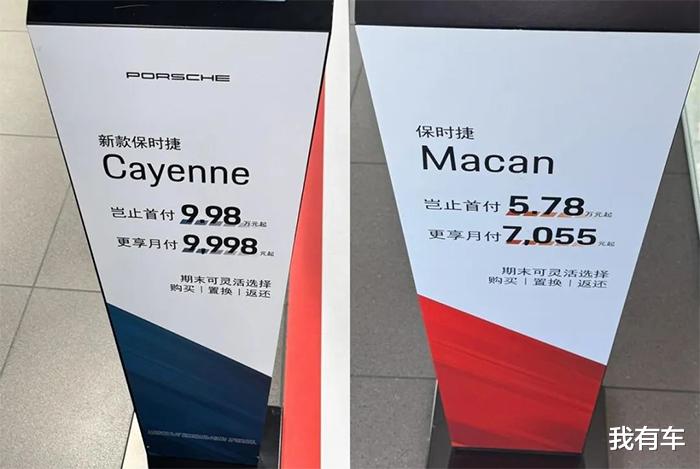 PORSCHE
新款保时捷
Cayenne
岂止首付 9.98 万元起
更享月付 9,998 元起
期末可灵活选择
购买 | 置换 | 返还
保时捷
Macan
岂止首付 5.78 万元起
更享月付 7,055 元起
期末可灵活选择
购买 | 置换 | 返还
我有车